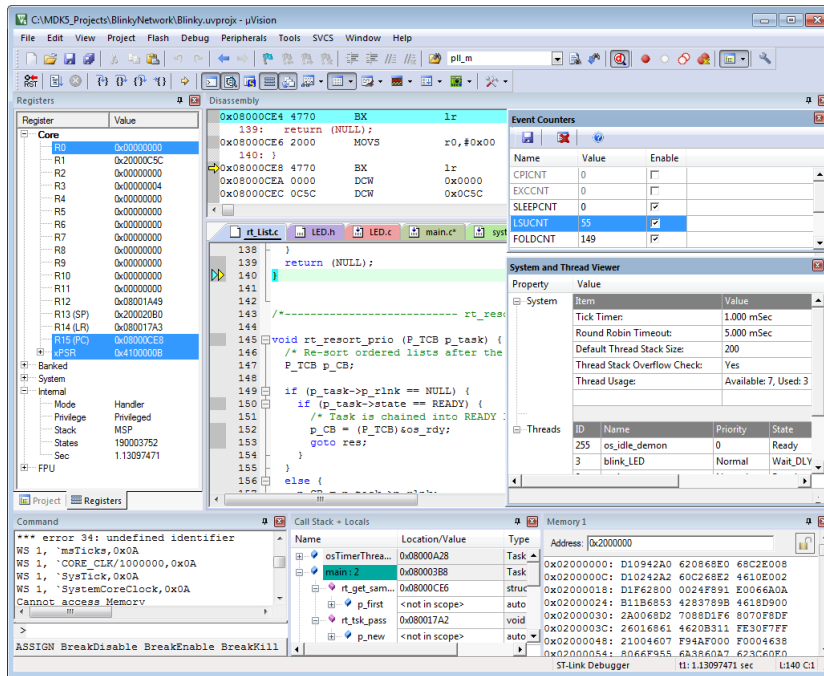 C:\MDK5_Projects\BlinkyNetwork\Blinky.uvprojx - µVision
File Edit View Project Flash Debug Peripherals Tools SVCS Window Help
pll_m
RST
Registers
Register Value
Core
R0 0x00000000
R1 0x20000C5C
R2 0x00000000
R3 0x00000004
R4 0x00000000
R5 0x00000000
R6 0x00000000
R7 0x00000000
R8 0x00000000
R9 0x00000000
R10 0x00000000
R11 0x00000000
R12 0x08001A49
R13 (SP) 0x200020B0
R14 (LR) 0x080017A3
R15 (PC) 0x08000CE8
xPSR 0x4100000B
Banked
System
Internal
Mode Handler
Privilege Privileged
Stack MSP
States 190003752
Sec 1.13097471
FPU
Project Registers
Disassembly
0x08000CE4 4770 BX lr
139: return (NULL);
0x08000CE6 2000 MOVS r0,#0x00
140: }
0x08000CE8 4770 BX lr
0x08000CEA 0000 DCW 0x0000
0x08000CEC 0C5C DCW 0x0C5C
rt_List.c LED.h LED.c main.c* syst
138 }
139 return (NULL);
140 }
141
142
143 /*---------------------------- rt_reso
144
145 void rt_resort_prio (P_TCB p_task) {
146 /* Re-sort ordered lists after the
147 P_TCB p_CB;
148
149 if (p_task->p_rlnk == NULL) {
150 if (p_task->state == READY) {
151 /* Task is chained into READY
152 p_CB = (P_TCB)&os_rdy;
153 goto res;
154 }
155 }
156 else {
Event Counters
Name Value Enable
CPICNT 0
EXCCNT 0
SLEEPCNT 0
LSUCNT 55
FOLDCNT 149
System and Thread Viewer
Property Value
System Item Value
Tick Timer: 1.000 mSec
Round Robin Timeout: 5.000 mSec
Default Thread Stack Size: 200
Thread Stack Overflow Check: Yes
Thread Usage: Available: 7, Used: 3
Threads ID Name Priority State
255 os_idle_demon 0 Ready
3 blink_LED Normal Wait_DLY
Command
*** error 34: undefined identifier
WS 1, `msTicks,0x0A
WS 1, `CORE_CLK/1000000,0x0A
WS 1, `SysTick,0x0A
WS 1, `SystemCoreClock,0x0A
Cannot access Memory
>
ASSIGN BreakDisable BreakEnable BreakKill
Call Stack + Locals
Name Location/Value Type
osTimerThrea... 0x08000A28 Task
main : 2 0x080003B8 Task
rt_get_sam... 0x08000CE6 struc
p_first <not in scope> auto
rt_tsk_pass 0x080017A2 void
p_new <not in scope> auto
Memory 1
Address: 0x2000000
0x02000000: D10942A0 620868E0 68C2E008
0x0200000C: D10242A2 60C268E2 4610E002
0x02000018: D1F62800 0024F891 E0066A0A
0x02000024: B11B6853 4283789B 4618D900
0x02000030: 2A0068D2 7088D1F6 8070F8DF
0x0200003C: 26016861 4620B311 FE30F7FF
0x02000048: 21004607 F94AF000 F0004638
0x02000054: 8066F955 6A3860A7 623C60E0
ST-Link Debugger t1: 1.13097471 sec L:140 C:1